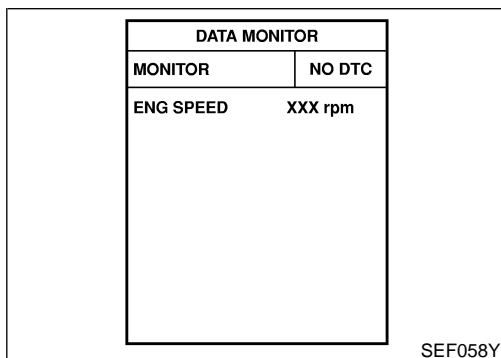 DATA MONITOR
MONITOR NO DTC
ENG SPEED XXX rpm
SEF058Y